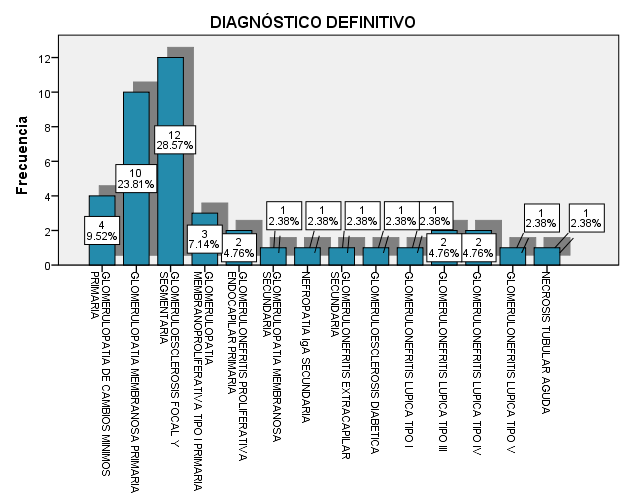 DIAGNÓSTICO DEFINITIVO
Frecuencia
12
10
8
6
4
2
0
4
9.52%
10
23.81%
12
28.57%
3
7.14%
2
4.76%
1
2.38%
1
2.38%
1
2.38%
1
2.38%
1
2.38%
2
4.76%
2
4.76%
1
2.38%
1
2.38%
GLOMERULOPATIA DE CAMBIOS MINIMOS
PRIMARIA
GLOMERULOPATIA MEMBRANOSA PRIMARIA
GLOMERULOESCLEROSIS FOCAL Y
SEGMENTARIA
GLOMERULOPATIA
MEMBRANOPROLIFERATIVA TIPO I PRIMARIA
GLOMERULONEFRITIS PROLIFERATIVA
ENDOCAPILAR PRIMARIA
GLOMERULOPATIA MEMBRANOSA
SECUNDARIA
NEFROPATIA IgA SECUNDARIA
GLOMERULONEFRITIS EXTRACAPILAR
SECUNDARIA
GLOMERULOESCLEROSIS DIABETICA
GLOMERULONEFRITIS LUPICA TIPO I
GLOMERULONEFRITIS LUPICA TIPO III
GLOMERULONEFRITIS LUPICA TIPO IV
GLOMERULONEFRITIS LUPICA TIPO V
NECROSIS TUBULAR AGUDA